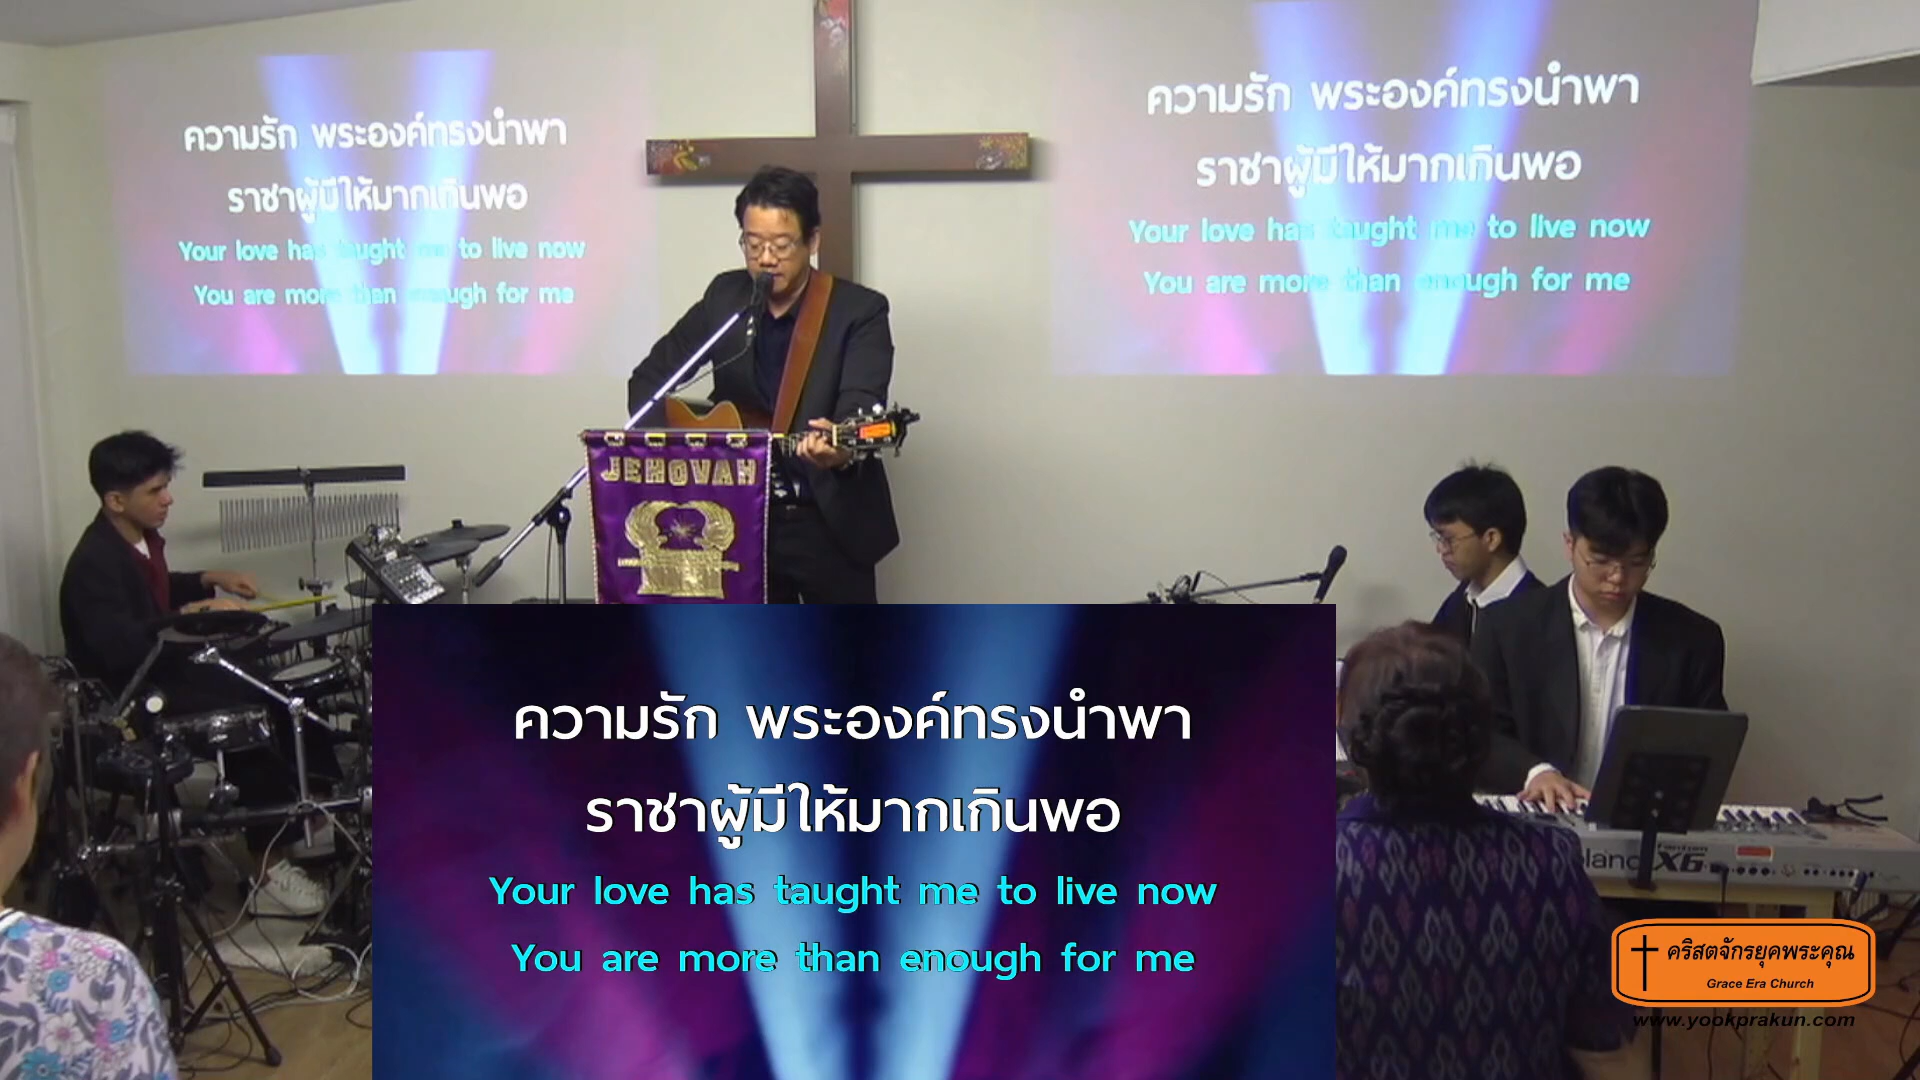 ความรัก พระองค์ทรงนำพา
ราชาผู้มีให้มากเกินพอ
Your love has taught me to live now
You are more than enough for me
ความรัก พระองค์ทรงนำพา
ราชาผู้มีให้มากเกินพอ
Your love has taught me to live now
You are more than enough for me
JEHOVAH
ความรัก พระองค์ทรงนำพา
ราชาผู้มีให้มากเกินพอ
Your love has taught me to live now
You are more than enough for me
Roland Fantom X6
คริสตจักรยุคพระคุณ
Grace Era Church
www.yookprakun.com